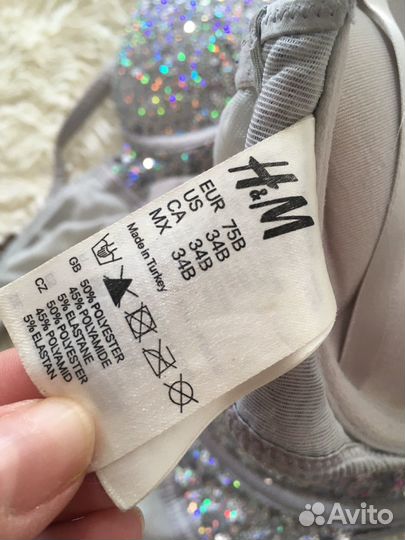 H&M
EUR 75B
US 34B
CA 34B
MX 34B
Made in Turkey
GB
50% POLYESTER
45% POLYAMIDE
5% ELASTANE
CZ
50% POLYESTER
45% POLYAMID
5% ELASTAN
Avito